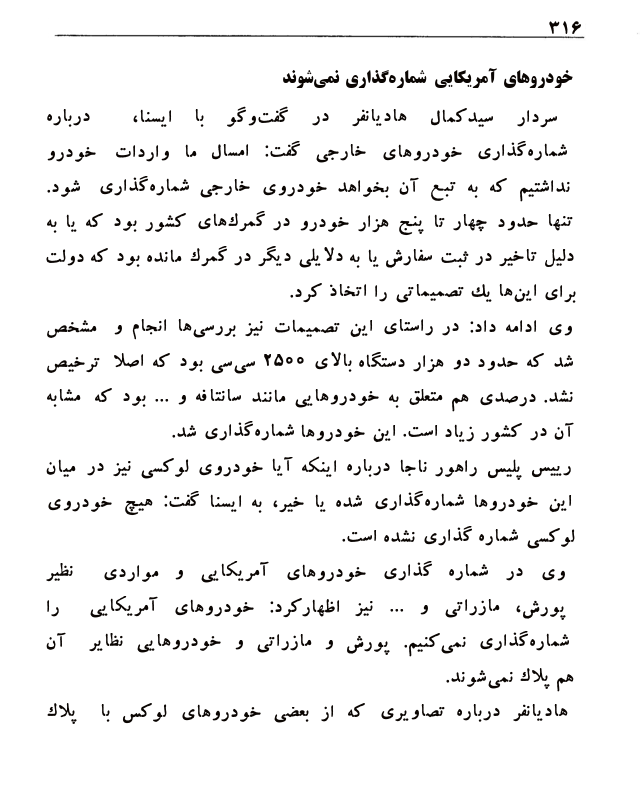 ۳۱۶
خودروهای آمریکایی شماره‌گذاری نمی‌شوند
سردار سیدکمال هادیانفر در گفت‌وگو با ایسنا، درباره
شماره‌گذاری خودروهای خارجی گفت: امسال ما واردات خودرو
نداشتیم که به تبع آن بخواهد خودروی خارجی شماره‌گذاری شود.
تنها حدود چهار تا پنج هزار خودرو در گمرك‌های کشور بود که یا به
دلیل تاخیر در ثبت سفارش یا به دلایلی دیگر در گمرك مانده بود که دولت
برای این‌ها یك تصمیماتی را اتخاذ کرد.
وی ادامه داد: در راستای این تصمیمات نیز بررسی‌ها انجام و مشخص
شد که حدود دو هزار دستگاه بالای ۲۵۰۰ سی‌سی بود که اصلا ترخیص
نشد. درصدی هم متعلق به خودروهایی مانند سانتافه و ... بود که مشابه
آن در کشور زیاد است. این خودروها شماره‌گذاری شد.
رییس پلیس راهور ناجا درباره اینکه آیا خودروی لوکسی نیز در میان
این خودروها شماره‌گذاری شده یا خیر، به ایسنا گفت: هیچ خودروی
لوکسی شماره گذاری نشده است.
وی در شماره گذاری خودروهای آمریکایی و مواردی نظیر
پورش، مازراتی و ... نیز اظهارکرد: خودروهای آمریکایی را
شماره‌گذاری نمی‌کنیم. پورش و مازراتی و خودروهایی نظایر آن
هم پلاك نمی‌شوند.
هادیانفر درباره تصاویری که از بعضی خودروهای لوکس با پلاك